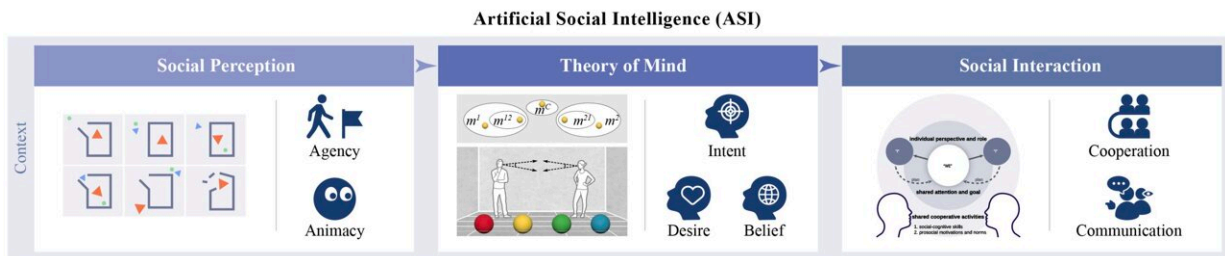 Artificial Social Intelligence (ASI)
Context
Social Perception
Agency
Animacy
Theory of Mind
m¹ m¹² mᶜ m²¹ m²
Intent
Desire Belief
Social Interaction
individual perspective and role
shared attention and goal
shared cooperative activities
1. social-cognitive skills
2. prosocial motivations and norms
Cooperation
Communication